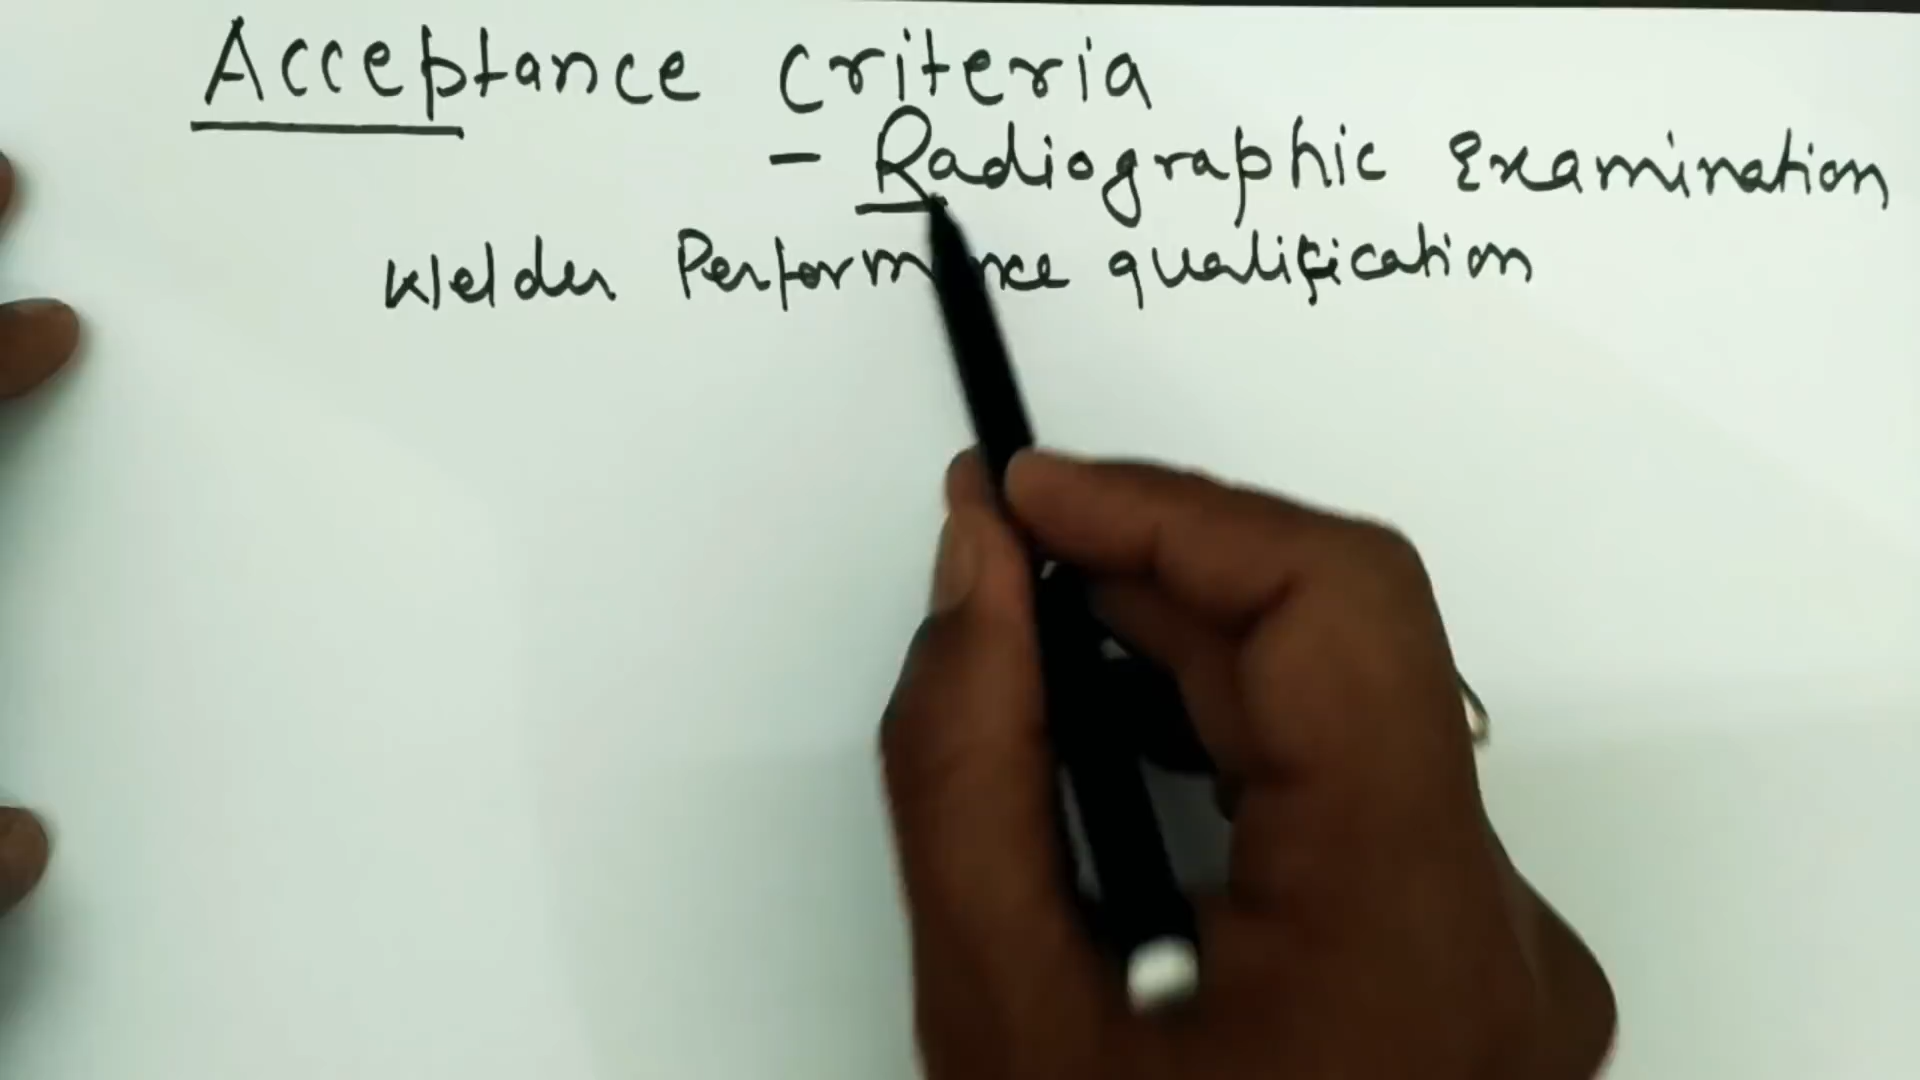 Acceptance criteria
- Radiographic Examination
Welder Performance qualification